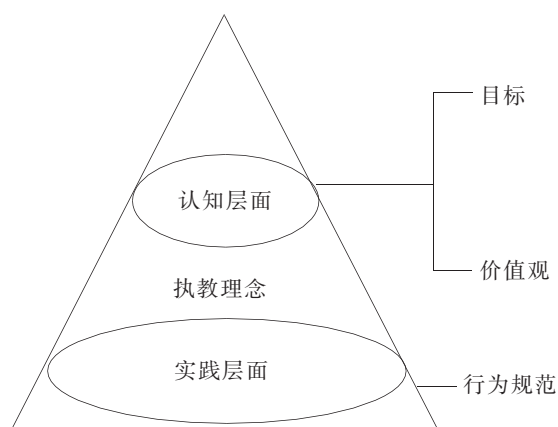 目标
认知层面
价值观
执教理念
实践层面
行为规范